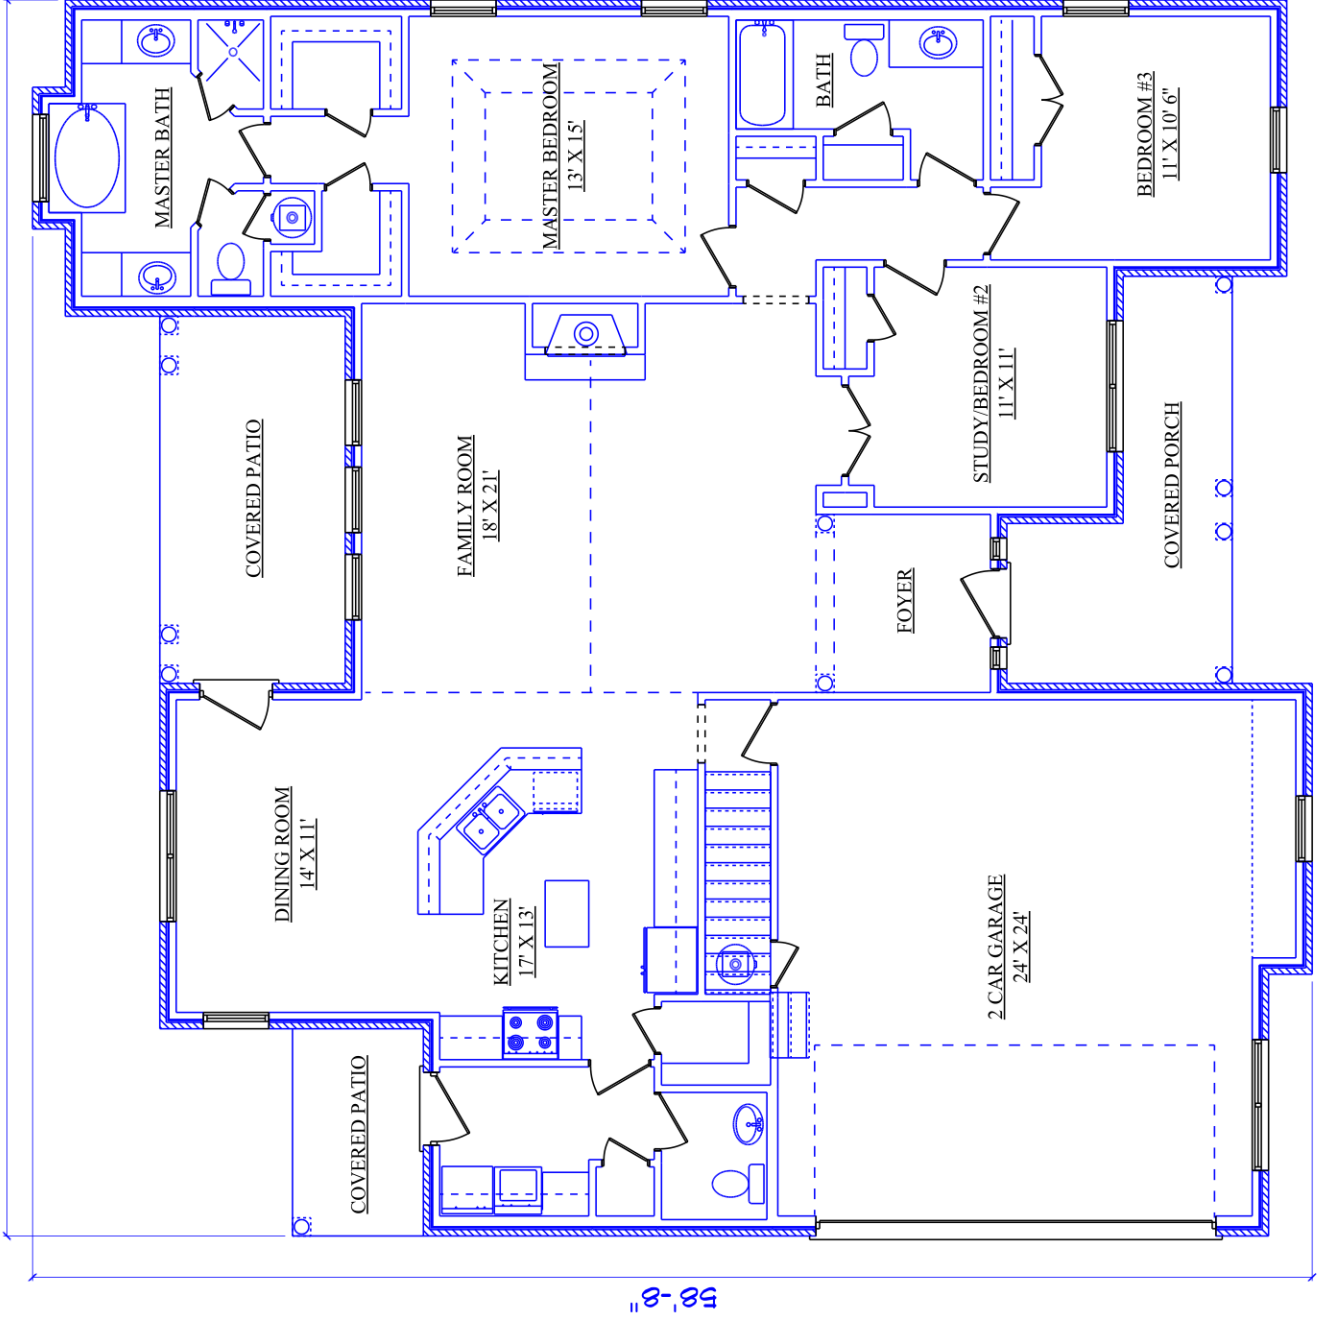 MASTER BATH
MASTER BEDROOM
13' X 15'
BATH
BEDROOM #3
11' X 10' 6"
COVERED PATIO
FAMILY ROOM
18' X 21'
STUDY/BEDROOM #2
11' X 11'
COVERED PORCH
FOYER
DINING ROOM
14' X 11'
KITCHEN
17' X 13'
2 CAR GARAGE
24' X 24'
COVERED PATIO
58'-8"